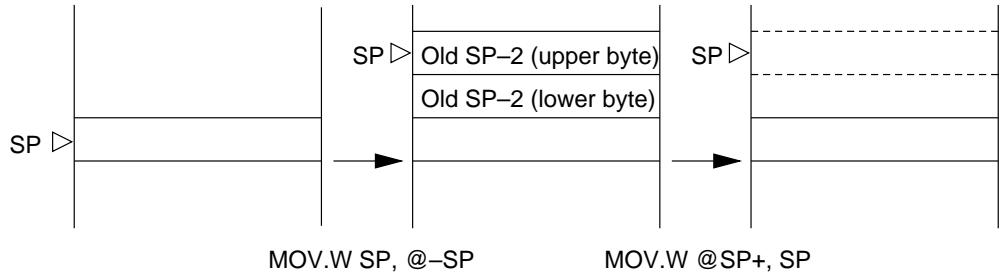 SP
SP
Old SP–2 (upper byte)
Old SP–2 (lower byte)
SP
MOV.W SP, @–SP
MOV.W @SP+, SP